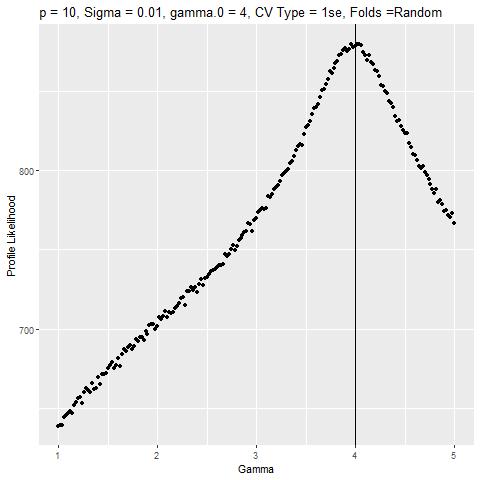 p = 10, Sigma = 0.01, gamma.0 = 4, CV Type = 1se, Folds =Random
Profile Likelihood
800
700
1 2 3 4 5
Gamma